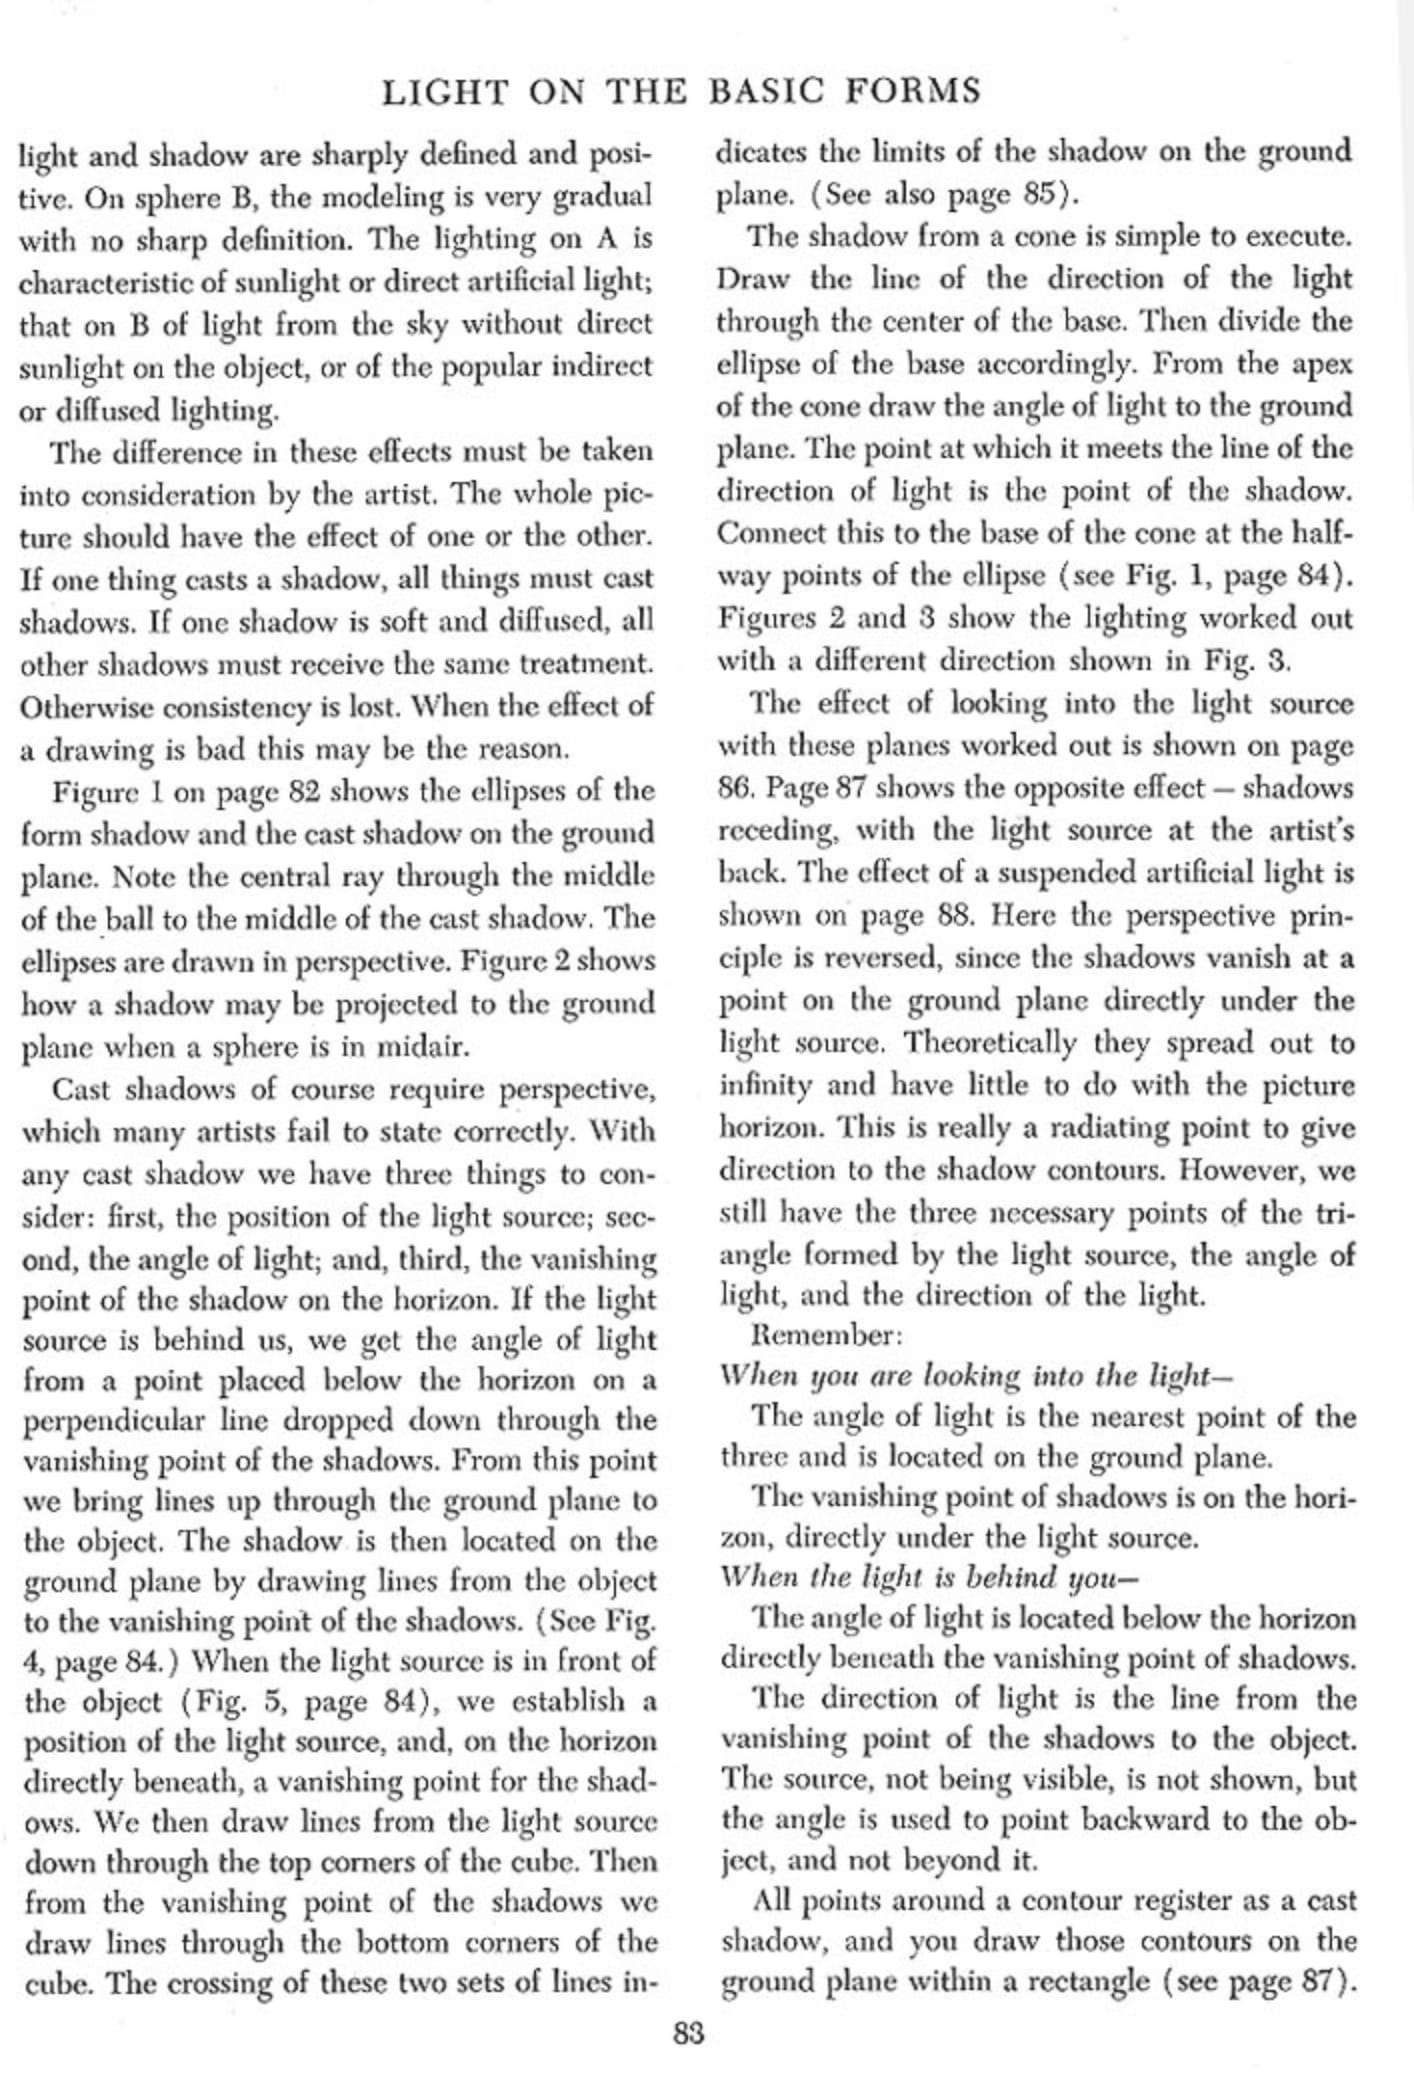 LIGHT ON THE BASIC FORMS
light and shadow are sharply defined and posi-
tive. On sphere B, the modeling is very gradual
with no sharp definition. The lighting on A is
characteristic of sunlight or direct artificial light;
that on B of light from the sky without direct
sunlight on the object, or of the popular indirect
or diffused lighting.
The difference in these effects must be taken
into consideration by the artist. The whole pic-
ture should have the effect of one or the other.
If one thing casts a shadow, all things must cast
shadows. If one shadow is soft and diffused, all
other shadows must receive the same treatment.
Otherwise consistency is lost. When the effect of
a drawing is bad this may be the reason.
Figure 1 on page 82 shows the ellipses of the
form shadow and the cast shadow on the ground
plane. Note the central ray through the middle
of the ball to the middle of the cast shadow. The
ellipses are drawn in perspective. Figure 2 shows
how a shadow may be projected to the ground
plane when a sphere is in midair.
Cast shadows of course require perspective,
which many artists fail to state correctly. With
any cast shadow we have three things to con-
sider: first, the position of the light source; sec-
ond, the angle of light; and, third, the vanishing
point of the shadow on the horizon. If the light
source is behind us, we get the angle of light
from a point placed below the horizon on a
perpendicular line dropped down through the
vanishing point of the shadows. From this point
we bring lines up through the ground plane to
the object. The shadow is then located on the
ground plane by drawing lines from the object
to the vanishing point of the shadows. (See Fig.
4, page 84.) When the light source is in front of
the object (Fig. 5, page 84), we establish a
position of the light source, and, on the horizon
directly beneath, a vanishing point for the shad-
ows. We then draw lines from the light source
down through the top corners of the cube. Then
from the vanishing point of the shadows we
draw lines through the bottom corners of the
cube. The crossing of these two sets of lines in-
dicates the limits of the shadow on the ground
plane. (See also page 85).
The shadow from a cone is simple to execute.
Draw the line of the direction of the light
through the center of the base. Then divide the
ellipse of the base accordingly. From the apex
of the cone draw the angle of light to the ground
plane. The point at which it meets the line of the
direction of light is the point of the shadow.
Connect this to the base of the cone at the half-
way points of the ellipse (see Fig. 1, page 84).
Figures 2 and 3 show the lighting worked out
with a different direction shown in Fig. 3.
The effect of looking into the light source
with these planes worked out is shown on page
86. Page 87 shows the opposite effect — shadows
receding, with the light source at the artist's
back. The effect of a suspended artificial light is
shown on page 88. Here the perspective prin-
ciple is reversed, since the shadows vanish at a
point on the ground plane directly under the
light source. Theoretically they spread out to
infinity and have little to do with the picture
horizon. This is really a radiating point to give
direction to the shadow contours. However, we
still have the three necessary points of the tri-
angle formed by the light source, the angle of
light, and the direction of the light.
Remember:
When you are looking into the light—
The angle of light is the nearest point of the
three and is located on the ground plane.
The vanishing point of shadows is on the hori-
zon, directly under the light source.
When the light is behind you—
The angle of light is located below the horizon
directly beneath the vanishing point of shadows.
The direction of light is the line from the
vanishing point of the shadows to the object.
The source, not being visible, is not shown, but
the angle is used to point backward to the ob-
ject, and not beyond it.
All points around a contour register as a cast
shadow, and you draw those contours on the
ground plane within a rectangle (see page 87).
83